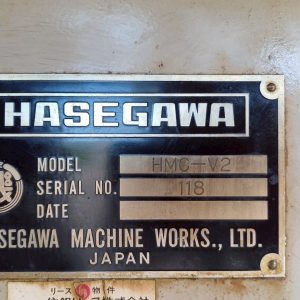 HASEGAWA
MODEL HMC-V2
SERIAL NO. 118
DATE
SEGAWA MACHINE WORKS., LTD.
JAPAN
リース物件